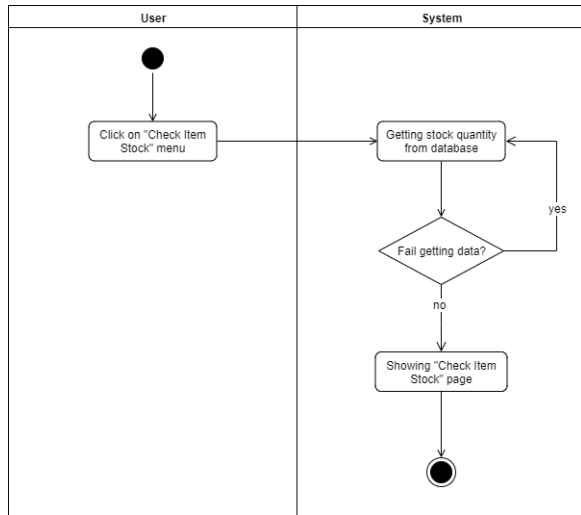 User
System
Click on "Check Item
Stock" menu
Getting stock quantity
from database
yes
Fail getting data?
no
Showing "Check Item
Stock" page